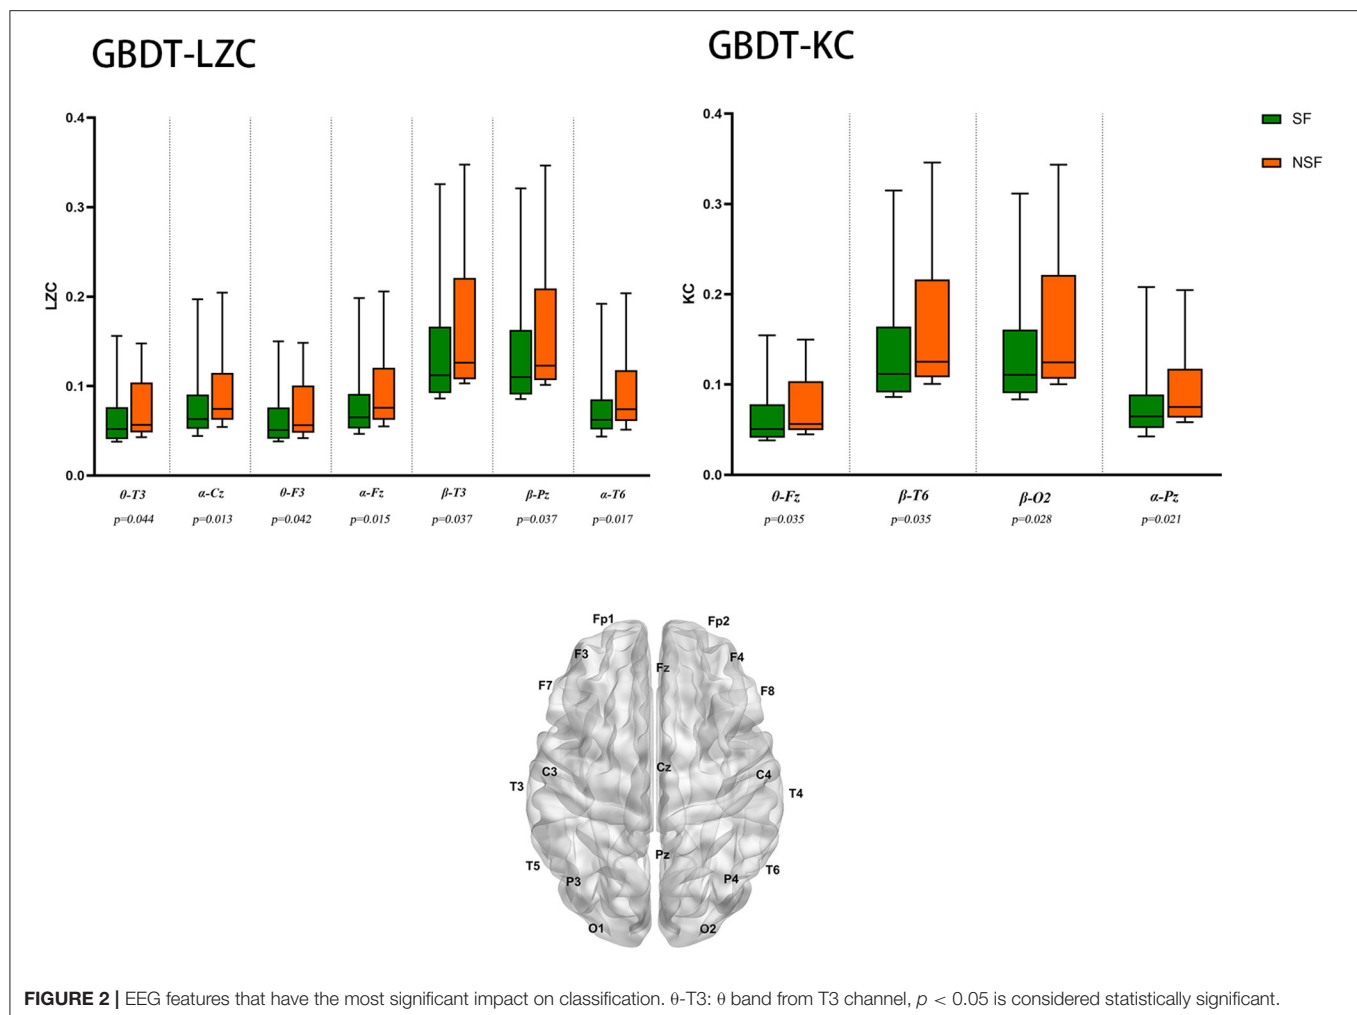 GBDT-LZC
GBDT-KC
LZC
0.4
0.3
0.2
0.1
0.0
θ-T3 α-Cz θ-F3 α-Fz β-T3 β-Pz α-T6
p=0.044 p=0.013 p=0.042 p=0.015 p=0.037 p=0.037 p=0.017
KC
0.4
0.3
0.2
0.1
0.0
θ-Fz β-T6 β-O2 α-Pz
p=0.035 p=0.035 p=0.028 p=0.021
SF
NSF
Fp1 Fp2
F3 Fz F4
F7 F8
C3 Cz C4
T3 T4
T5 Pz T6
P3 P4
O1 O2
FIGURE 2 | EEG features that have the most significant impact on classification. θ-T3: θ band from T3 channel, p < 0.05 is considered statistically significant.